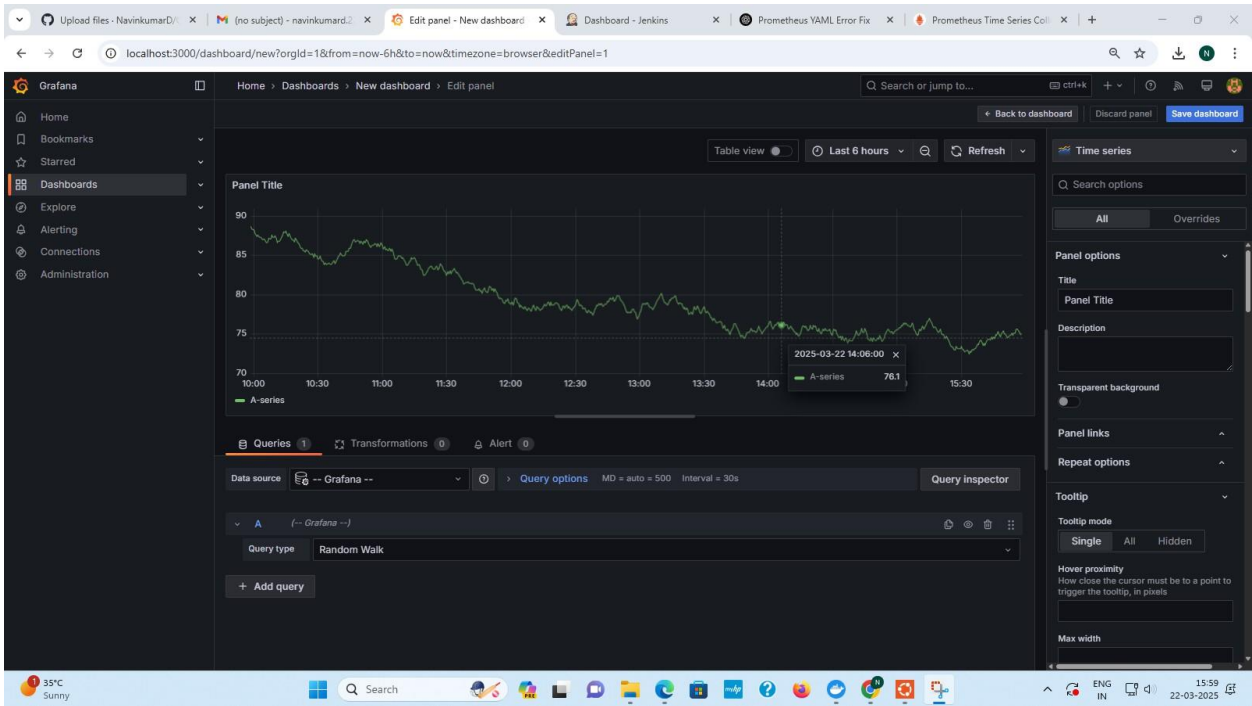 Upload files · NavinkumarD/
(no subject) - navinkumard.2
Edit panel - New dashboard
Dashboard - Jenkins
Prometheus YAML Error Fix
Prometheus Time Series Col
localhost:3000/dashboard/new?orgId=1&from=now-6h&to=now&timezone=browser&editPanel=1
N
Grafana
Home › Dashboards › New dashboard › Edit panel
Search or jump to...
ctrl+k
Home
Bookmarks
Starred
Dashboards
Explore
Alerting
Connections
Administration
Back to dashboard
Discard panel
Save dashboard
Table view
Last 6 hours
Refresh
Panel Title
90
85
80
75
70
10:00 10:30 11:00 11:30 12:00 12:30 13:00 13:30 14:00 15:30
2025-03-22 14:06:00
A-series 76.1
A-series
Queries 1
Transformations 0
Alert 0
Data source
-- Grafana --
Query options MD = auto = 500 Interval = 30s
Query inspector
A (-- Grafana --)
Query type
Random Walk
+ Add query
Time series
Search options
All
Overrides
Panel options
Title
Panel Title
Description
Transparent background
Panel links
Repeat options
Tooltip
Tooltip mode
Single All Hidden
Hover proximity
How close the cursor must be to a point to
trigger the tooltip, in pixels
Max width
1
35°C
Sunny
Search
ENG
IN
15:59
22-03-2025